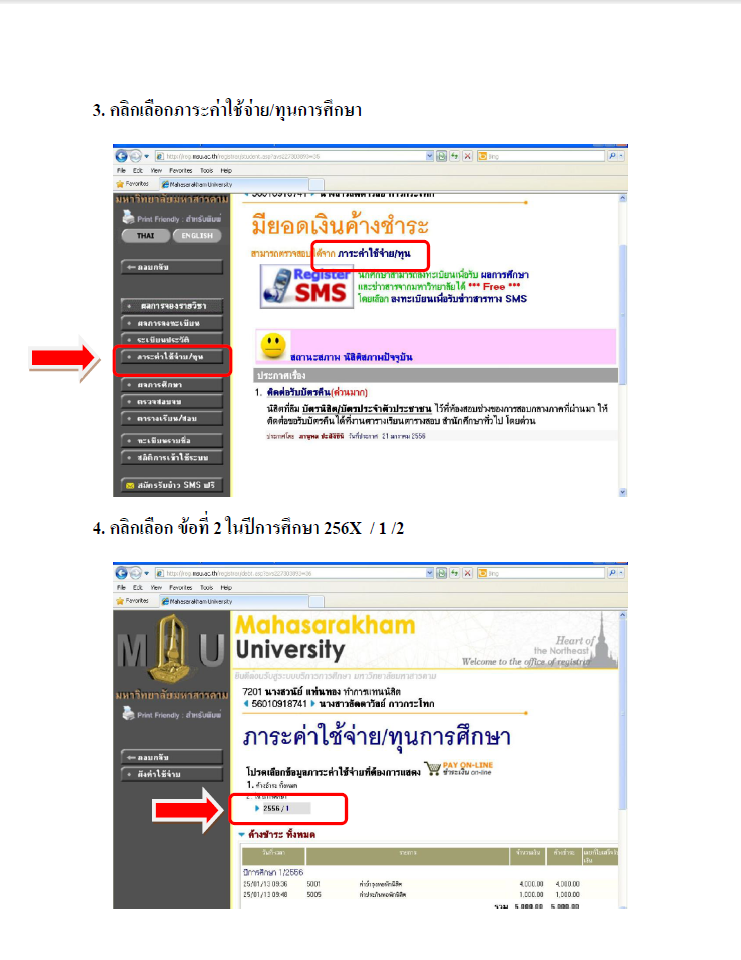 3. คลิกเลือกภาระค่าใช้จ่าย/ทุนการศึกษา
File Edit View Favorites Tools Help
Favorites Mahasarakham University
มหาวิทยาลัยมหาสารคาม
Print Friendly : สำหรับพิมพ์
THAI ENGLISH
ถอยกลับ
ผลการจองรายวิชา
ผลการลงทะเบียน
ระเบียนประวัติ
ภาระค่าใช้จ่าย/ทุน
ผลการศึกษา
ตรวจสอบจบ
ตารางเรียน/สอบ
ทะเบียนรายชื่อ
สถิติการเข้าใช้ระบบ
สมัครรับข่าว SMS ฟรี
มียอดเงินค้างชำระ
สามารถตรวจสอบได้จาก ภาระค่าใช้จ่าย/ทุน
Register SMS
นักศึกษาสามารถลงทะเบียนเพื่อรับ ผลการศึกษา
และข่าวสารจากมหาวิทยาลัยได้ *** Free ***
โดยเลือก ลงทะเบียนเพื่อรับข่าวสารทาง SMS
สถานะสภาพ นิสิตสภาพปัจจุบัน
ประกาศเรื่อง
1. ติดต่อรับบัตรคืน(ด่วนมาก)
นิสิตที่ลืม บัตรนิสิต/บัตรประจำตัวประชาชน ไว้ที่ห้องสอบช่วงของการสอบกลางภาคที่ผ่านมา ให้
ติดต่อขอรับบัตรคืนได้ที่งานตารางเรียนตารางสอบ สำนักศึกษาทั่วไป โดยด่วน
ประกาศโดย วันที่ประกาศ 21 มกราคม 2556
4. คลิกเลือก ข้อที่ 2 ในปีการศึกษา 256X / 1 /2
File Edit View Favorites Tools Help
Favorites Mahasarakham University
M U
มหาวิทยาลัยมหาสารคาม
Print Friendly : สำหรับพิมพ์
ถอยกลับ
ผังค่าใช้จ่าย
Mahasarakham
University
Heart of
the Northeast
Welcome to the office of registra
ยินดีต้อนรับสู่ระบบบริการการศึกษา มหาวิทยาลัยมหาสารคาม
7201 นางสวนีย์ แพ้นทอง ทำการแทนนิสิต
56010918741 นางสาวลัดดาวัลย์ กาวกระโทก
ภาระค่าใช้จ่าย/ทุนการศึกษา
โปรดเลือกข้อมูลภาระค่าใช้จ่ายที่ต้องการแสดง PAY ON-LINE ชำระเงิน on-line
1. ค้างชำระ ทั้งหมด
2.
2556 / 1
ค้างชำระ ทั้งหมด
รายการ จำนวนเงิน ค้างชำระ
ปีการศึกษา 1/2556
25/01/13 09:36 5001 ค่าบำรุงหอพักนิสิต 4,000.00 4,000.00
25/01/13 09:48 5005 ค่าประกันหอพักนิสิต 1,000.00 1,000.00
รวม 5,000.00 5,000.00